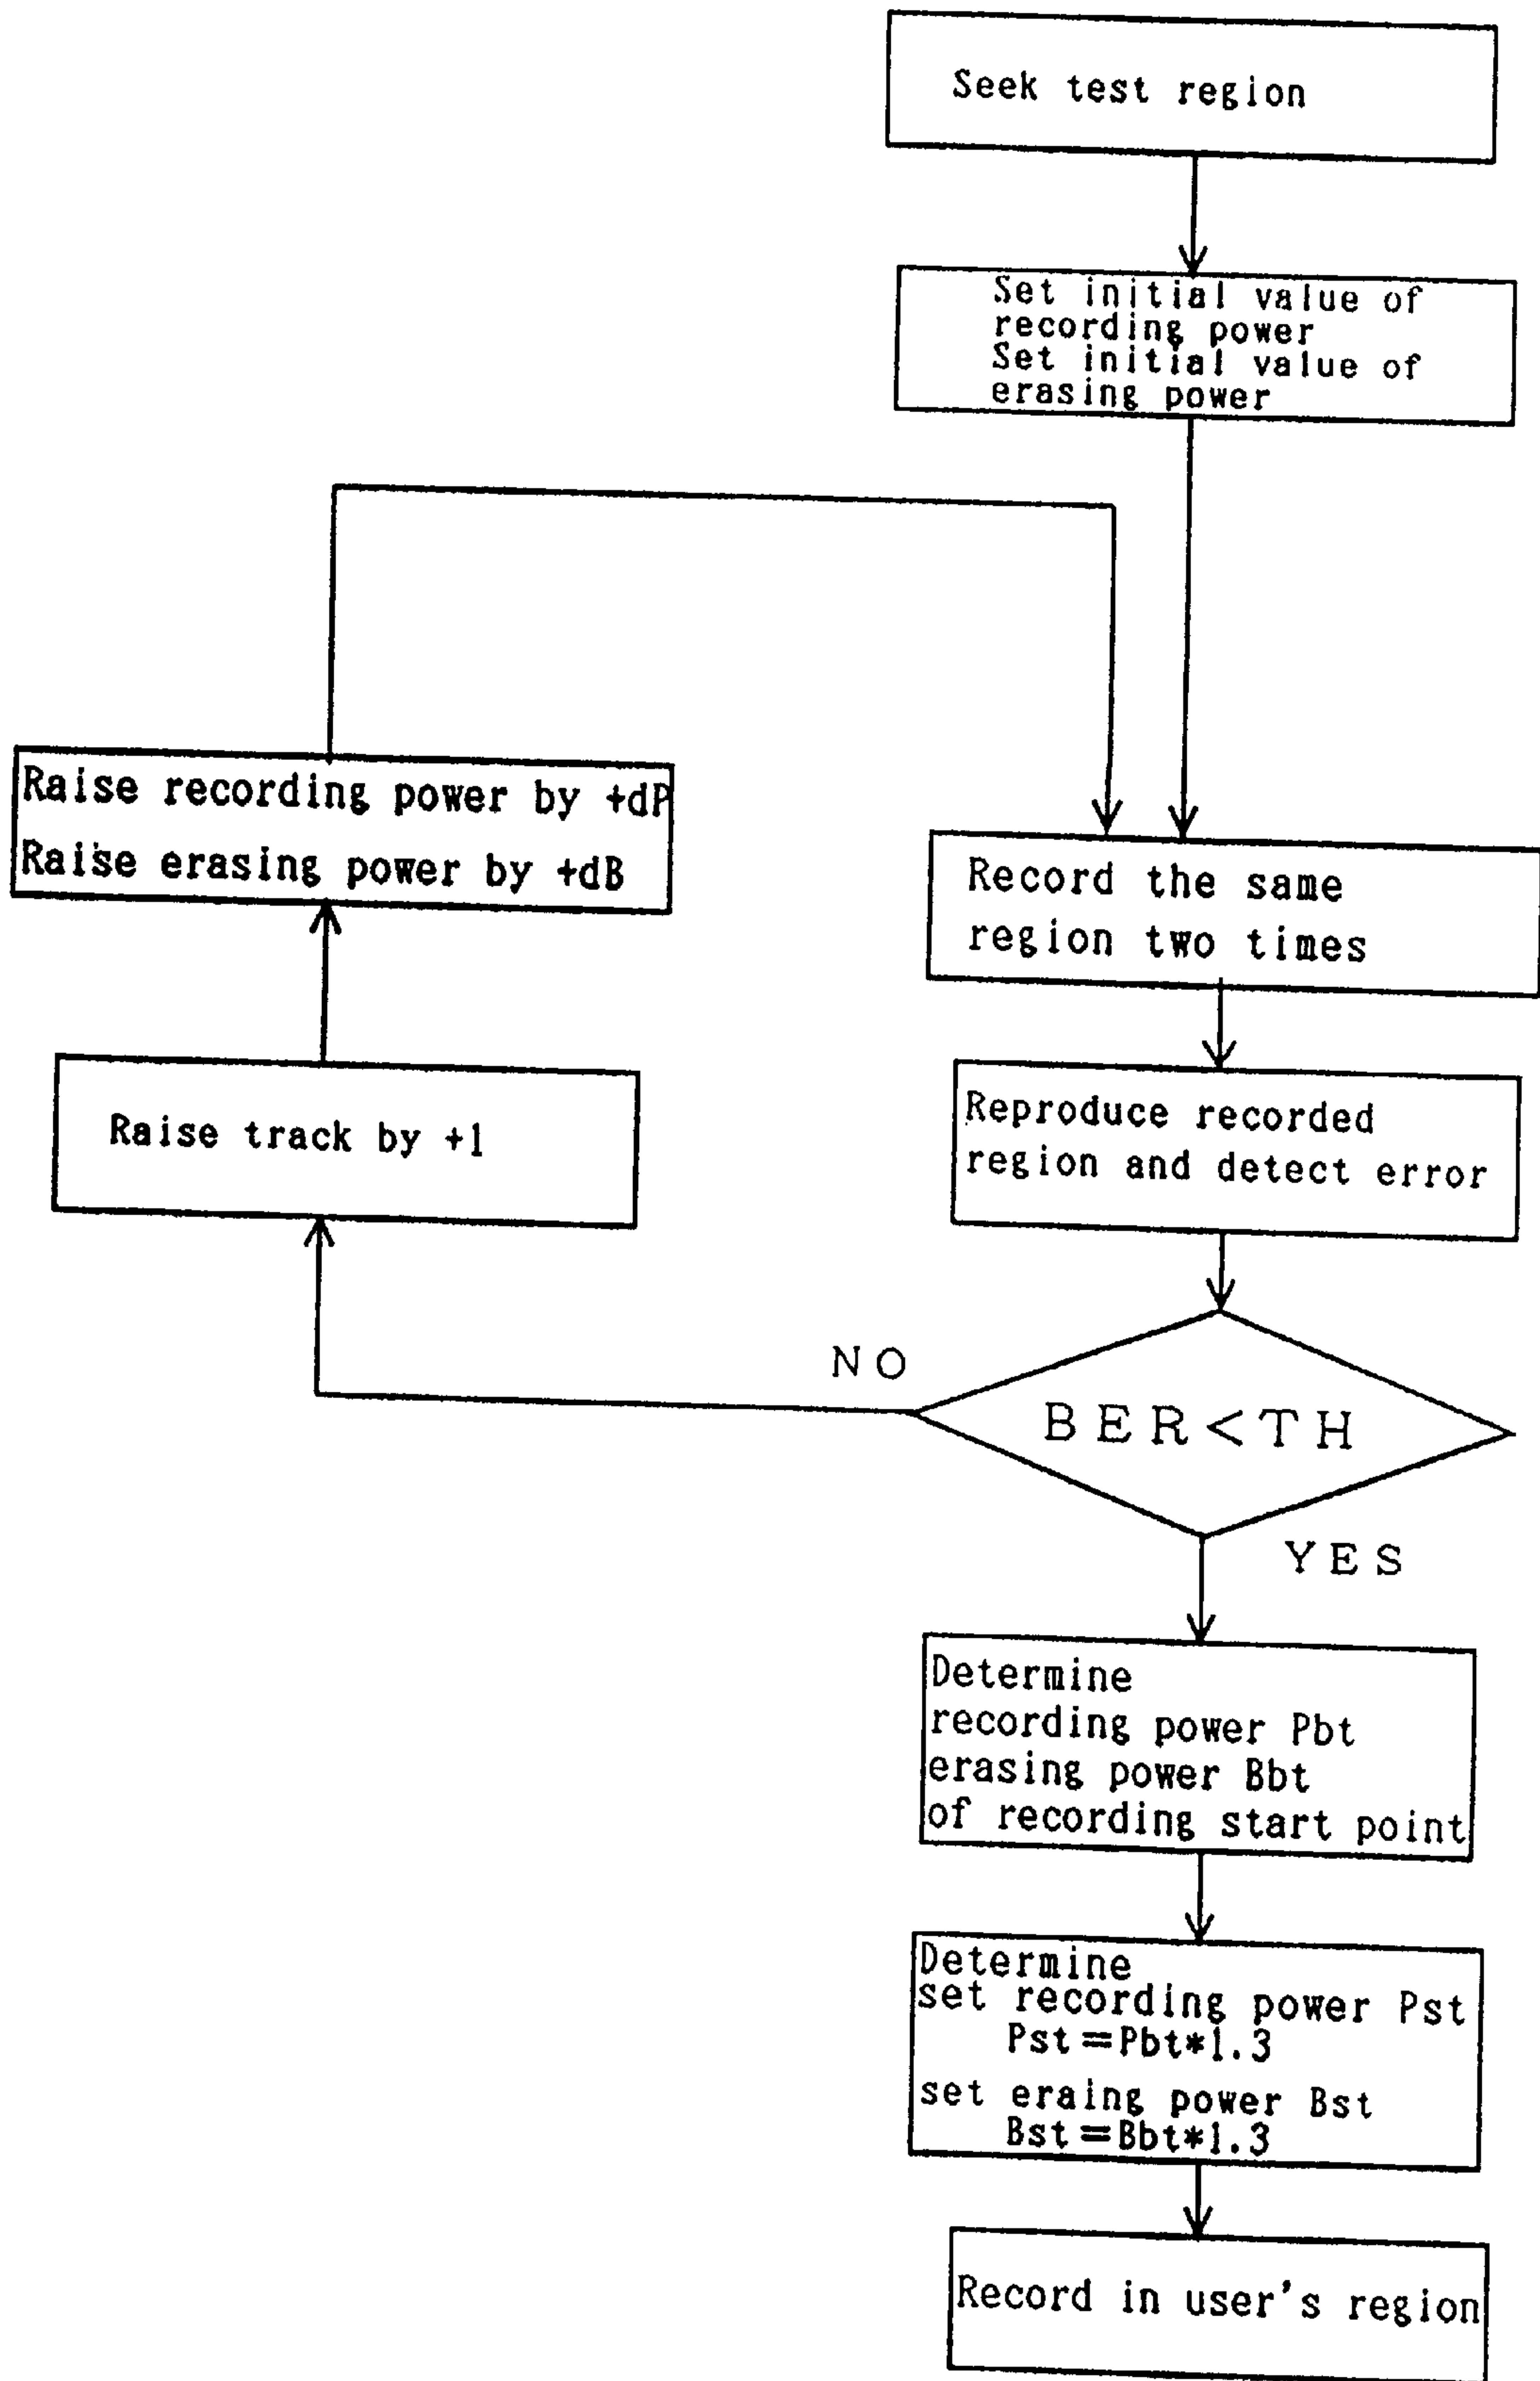 Seek test region
Set initial value of
recording power
Set initial value of
erasing power
Raise recording power by +dP
Raise erasing power by +dB
Record the same
region two times
Raise track by +1
Reproduce recorded
region and detect error
NO
BER<TH
YES
Determine
recording power Pbt
erasing power Bbt
of recording start point
Determine
set recording power Pst
Pst=Pbt*1.3
set eraing power Bst
Bst=Bbt*1.3
Record in user's region